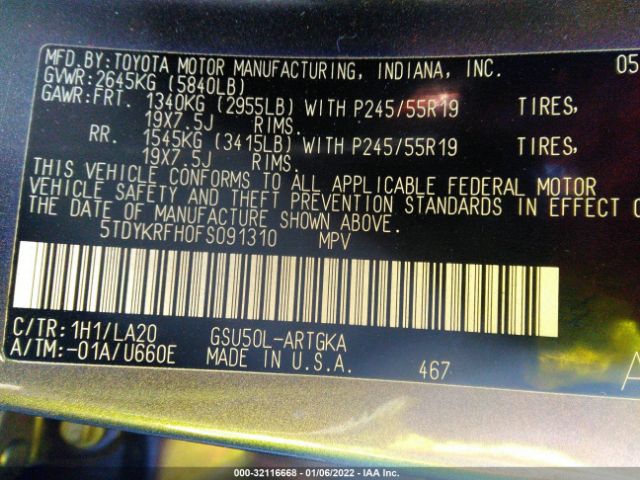 MFD.BY:TOYOTA MOTOR MANUFACTURING, INDIANA, INC. 05
GVWR:2645KG (5840LB)
GAWR:FRT. 1340KG (2955LB) WITH P245/55R19 TIRES,
19X7.5J RIMS.
RR. 1545KG (3415LB) WITH P245/55R19 TIRES,
19X7.5J RIMS.
THIS VEHICLE CONFORMS TO ALL APPLICABLE FEDERAL MOTOR
VEHICLE SAFETY AND THEFT PREVENTION STANDARDS IN EFFECT O
THE DATE OF MANUFACTURE SHOWN ABOVE.
5TDYKRFH0FS091310 MPV
C/TR:1H1/LA20 GSU50L-ARTGKA
A/TM:-01A/U660E MADE IN U.S.A. 467 A
000-32116668 - 01/06/2022 - IAA Inc.